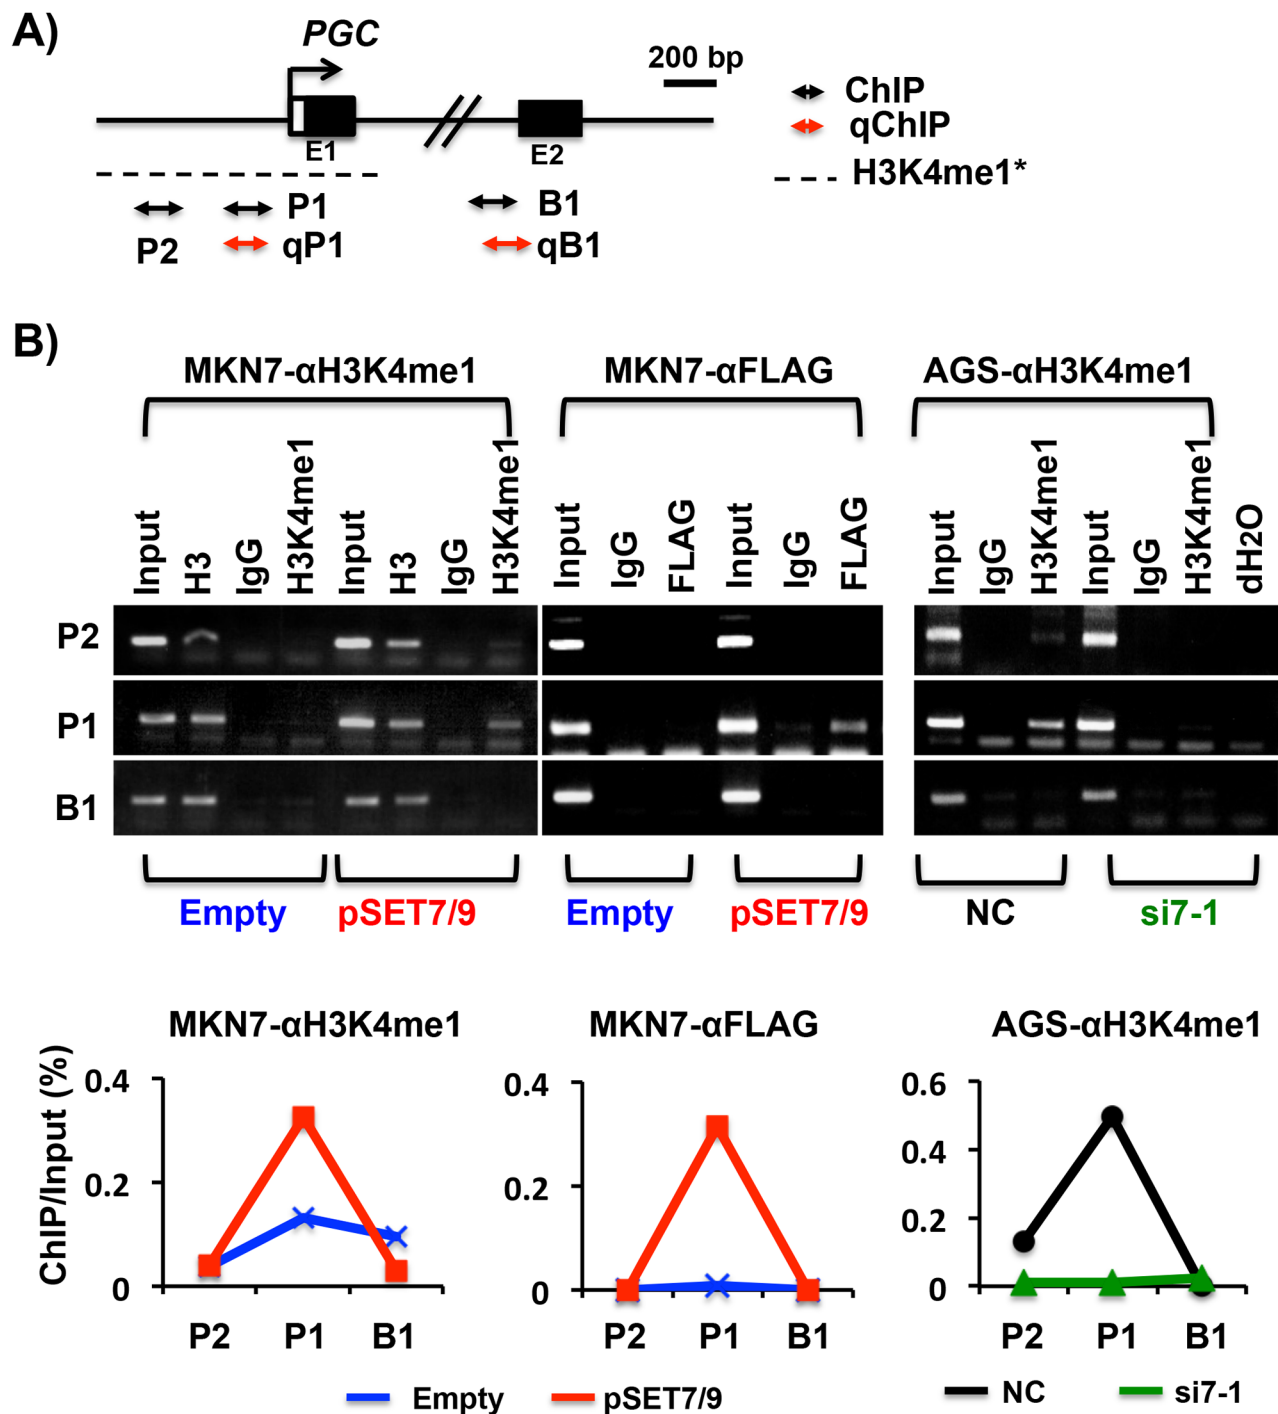 A)
PGC
200 bp
ChIP
qChIP
H3K4me1*
E1
E2
P1
B1
P2
qP1
qB1
B)
MKN7-αH3K4me1
MKN7-αFLAG
AGS-αH3K4me1
Input H3 IgG H3K4me1 Input H3 IgG H3K4me1
Input IgG FLAG Input IgG FLAG
Input IgG H3K4me1 Input IgG H3K4me1 dH2O
P2
P1
B1
Empty pSET7/9 Empty pSET7/9 NC si7-1
MKN7-αH3K4me1
MKN7-αFLAG
AGS-αH3K4me1
ChIP/Input (%)
0.4
0.2
0
P2 P1 B1
0.4
0.2
0
P2 P1 B1
0.6
0.4
0.2
0
P2 P1 B1
Empty pSET7/9
NC si7-1